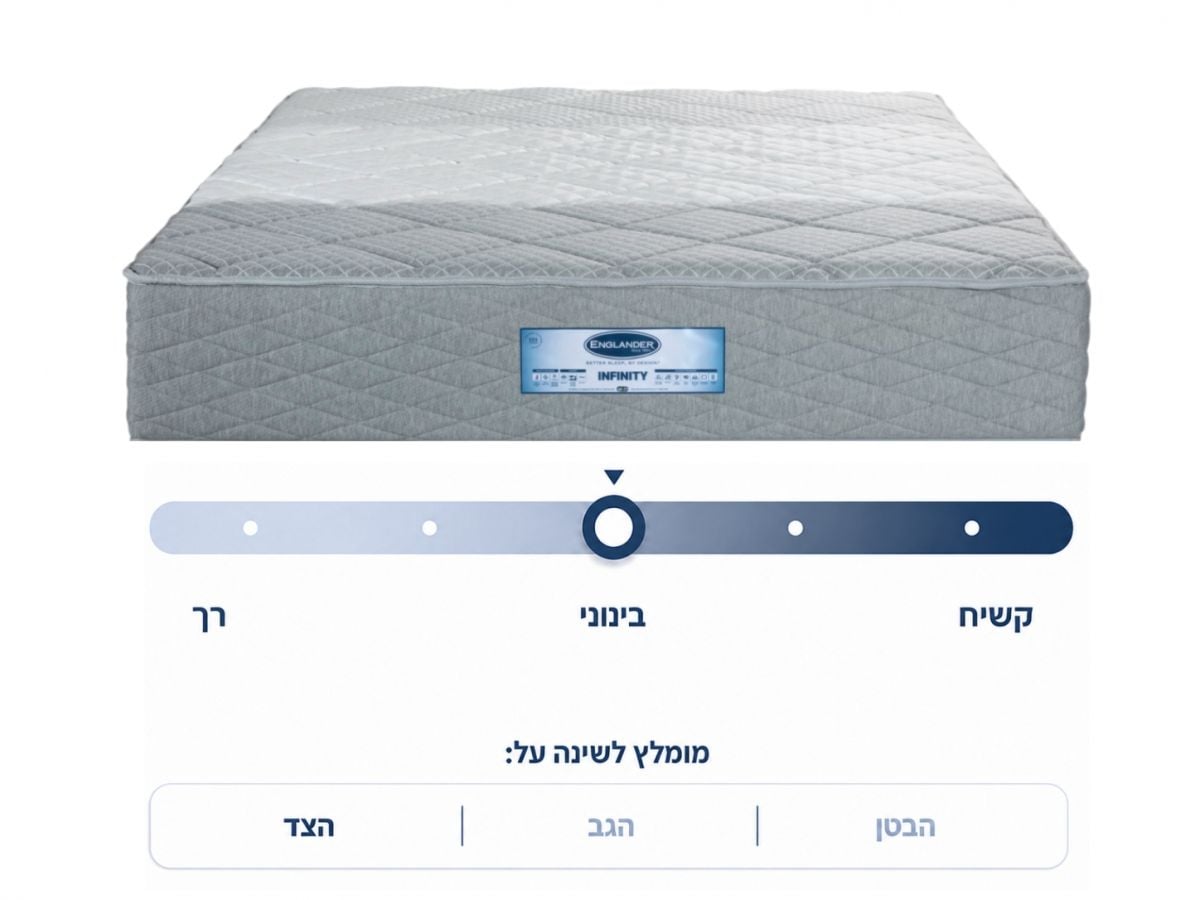 ENGLANDER
BETTER SLEEP, BY DESIGN
INFINITY
קשיח בינוני רך
מומלץ לשינה על:
הבטן | הגב | הצד